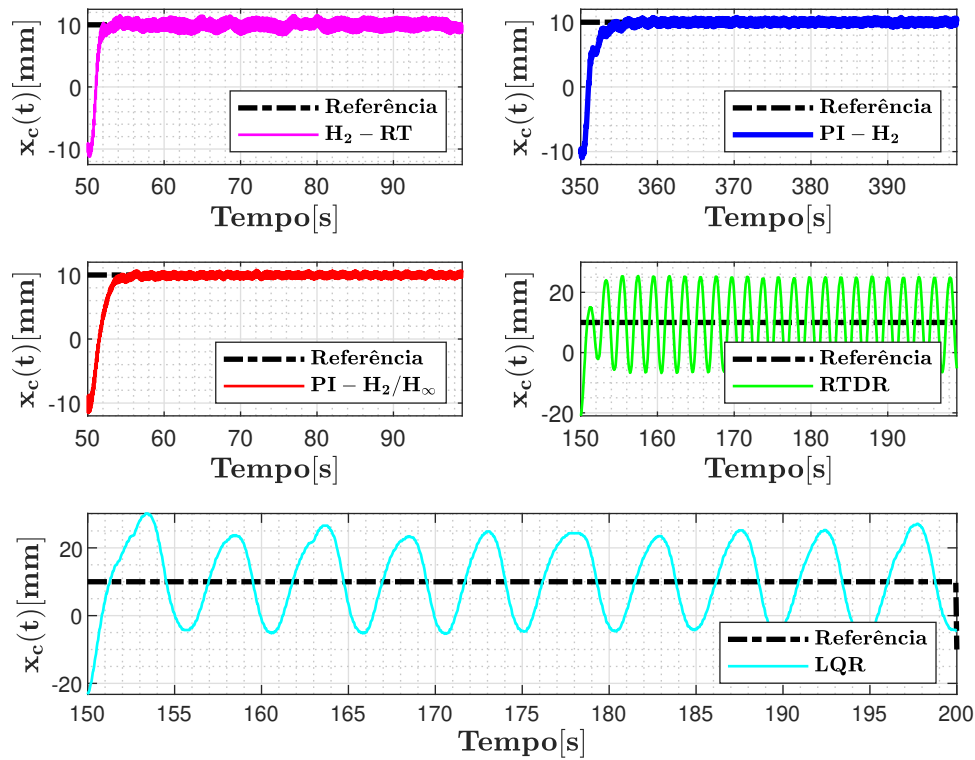 10
0
-10
x_c(t)[mm]
Referência
H_2 − RT
50 60 70 80 90
Tempo[s]
10
0
-10
x_c(t)[mm]
Referência
PI − H_2
350 360 370 380 390
Tempo[s]
10
0
-10
x_c(t)[mm]
Referência
PI − H_2/H_∞
50 60 70 80 90
Tempo[s]
20
0
-20
x_c(t)[mm]
Referência
RTDR
150 160 170 180 190
Tempo[s]
20
0
-20
x_c(t)[mm]
Referência
LQR
150 155 160 165 170 175 180 185 190 195 200
Tempo[s]